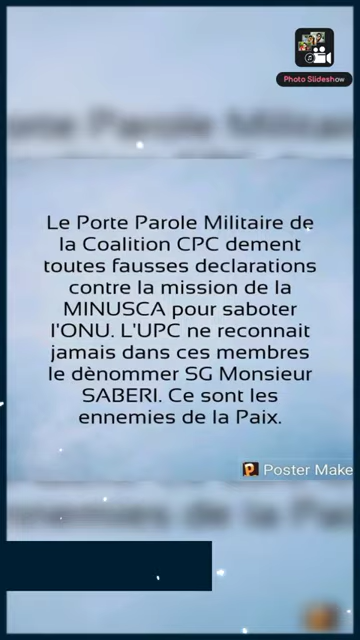 Photo Slideshow
Le Porte Parole Militaire de
la Coalition CPC dement
toutes fausses declarations
contre la mission de la
MINUSCA pour saboter
l'ONU. L'UPC ne reconnait
jamais dans ces membres
le dènommer SG Monsieur
SABERI. Ce sont les
ennemies de la Paix.
Poster Make